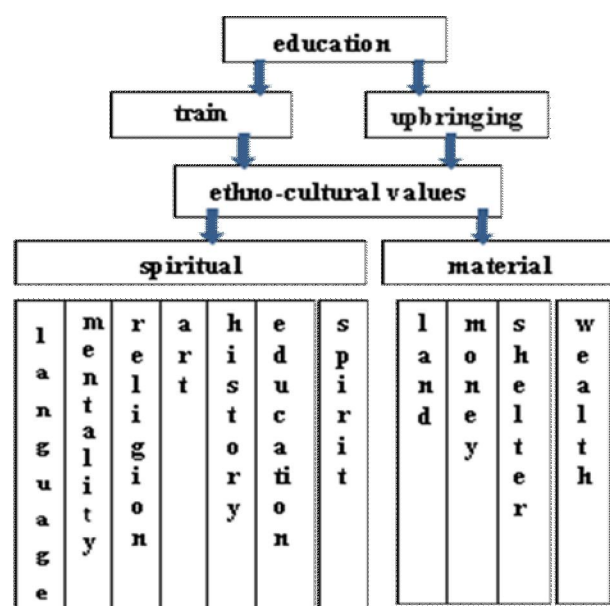 education
train
upbringing
ethno-cultural values
spiritual
material
language
mentality
religion
art
history
education
spirit
land
money
shelter
wealth